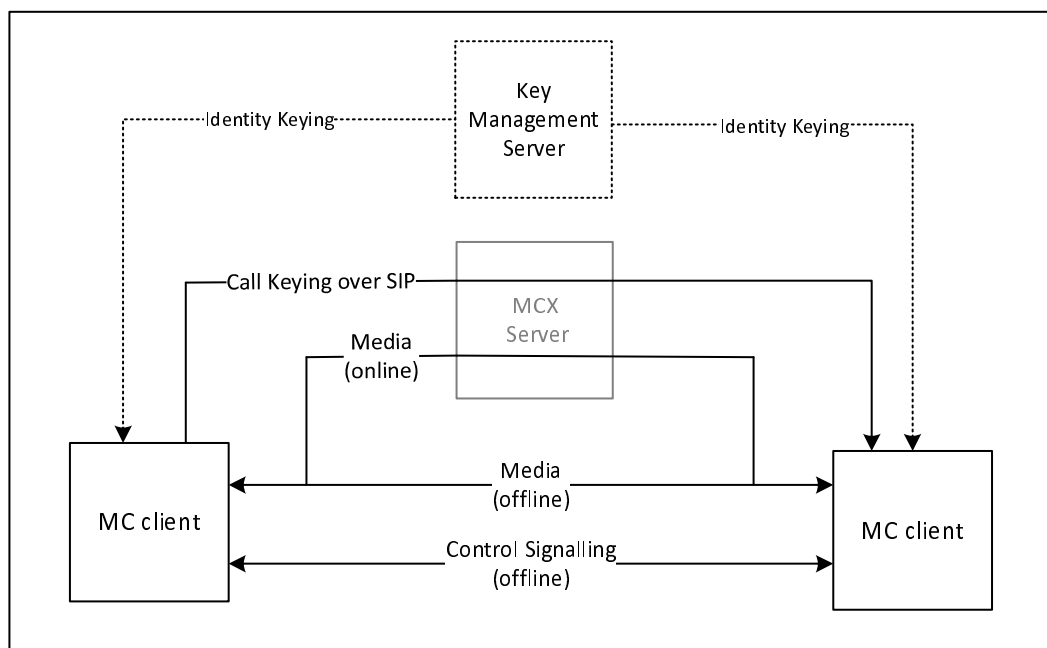 Key
Management
Server
Identity Keying
Identity Keying
Call Keying over SIP
MCX
Server
Media
(online)
Media
(offline)
MC client
MC client
Control Signalling
(offline)